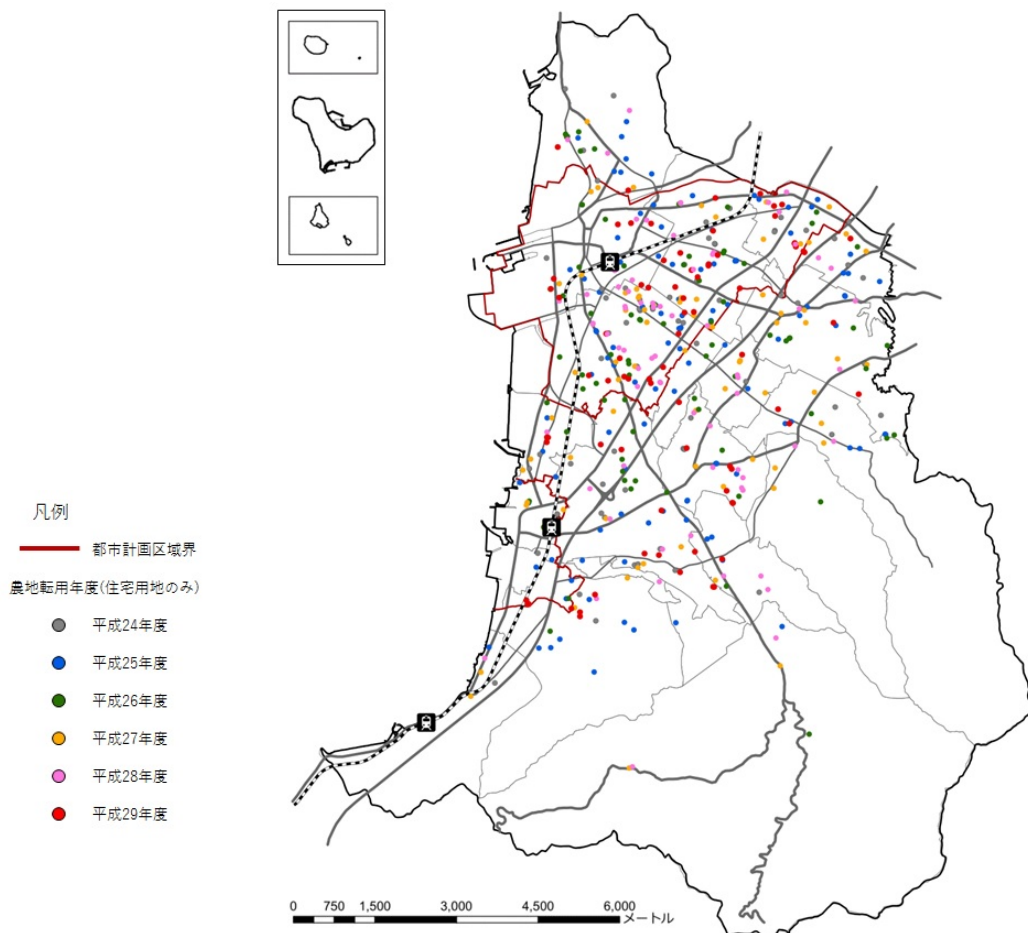 凡例
都市計画区域界
農地転用年度(住宅用地のみ)
平成24年度
平成25年度
平成26年度
平成27年度
平成28年度
平成29年度
0 750 1,500 3,000 4,500 6,000
メートル